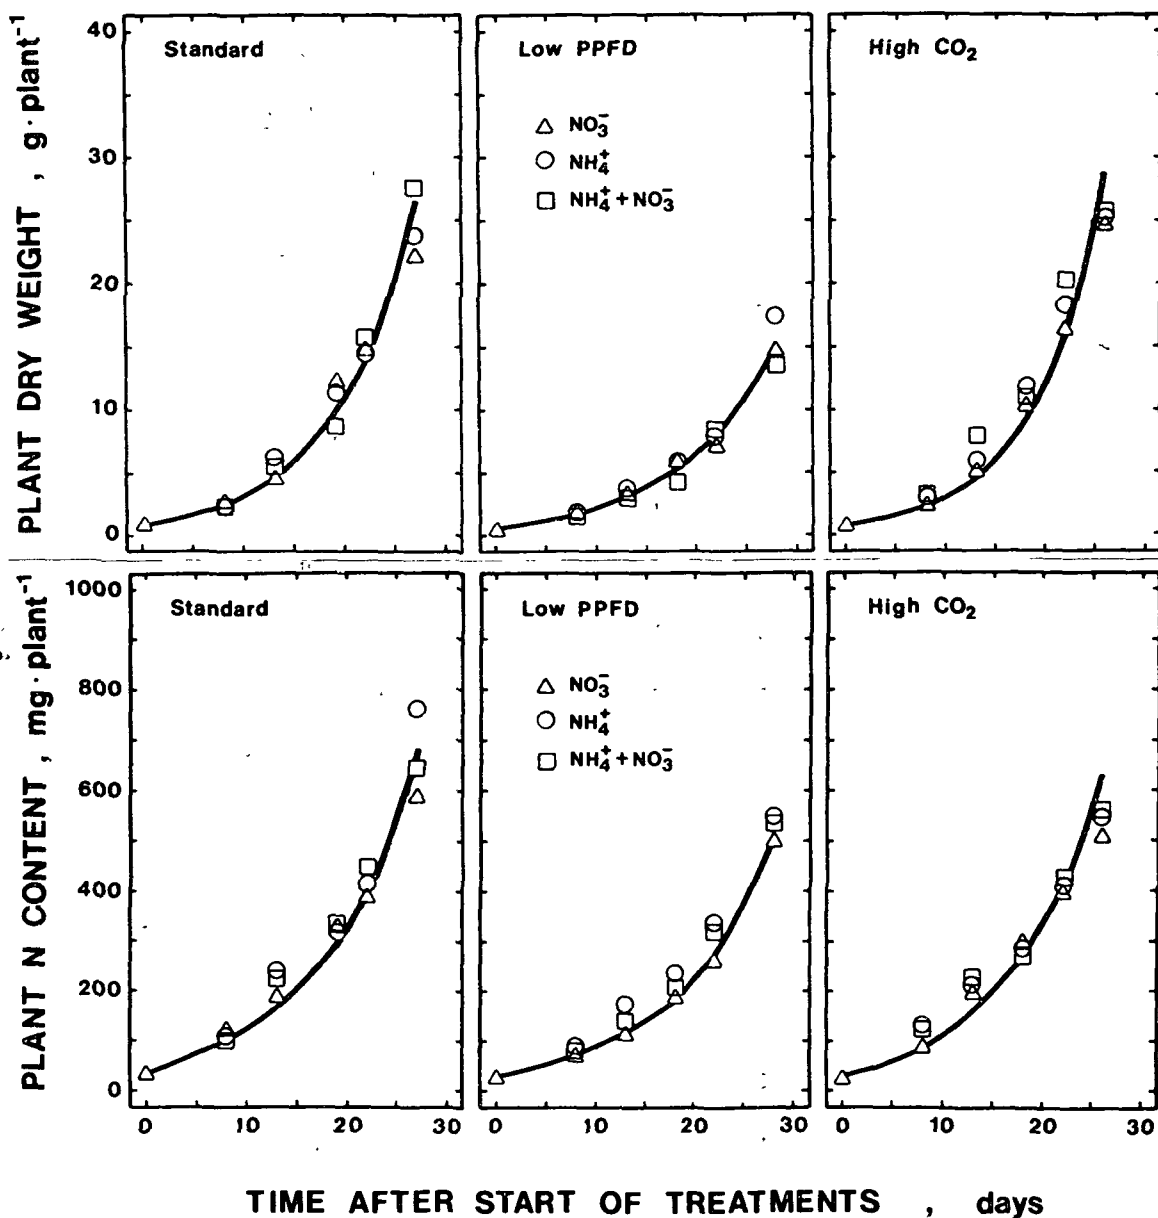 PLANT DRY WEIGHT , g·plant⁻¹
40
30
20
10
0
Standard
Low PPFD
NO₃⁻
NH₄⁺
NH₄⁺ + NO₃⁻
High CO₂
PLANT N CONTENT , mg·plant⁻¹
1000
800
600
400
200
0
Standard
Low PPFD
NO₃⁻
NH₄⁺
NH₄⁺ + NO₃⁻
High CO₂
0 10 20 30
0 10 20 30
0 10 20 30
TIME AFTER START OF TREATMENTS , days